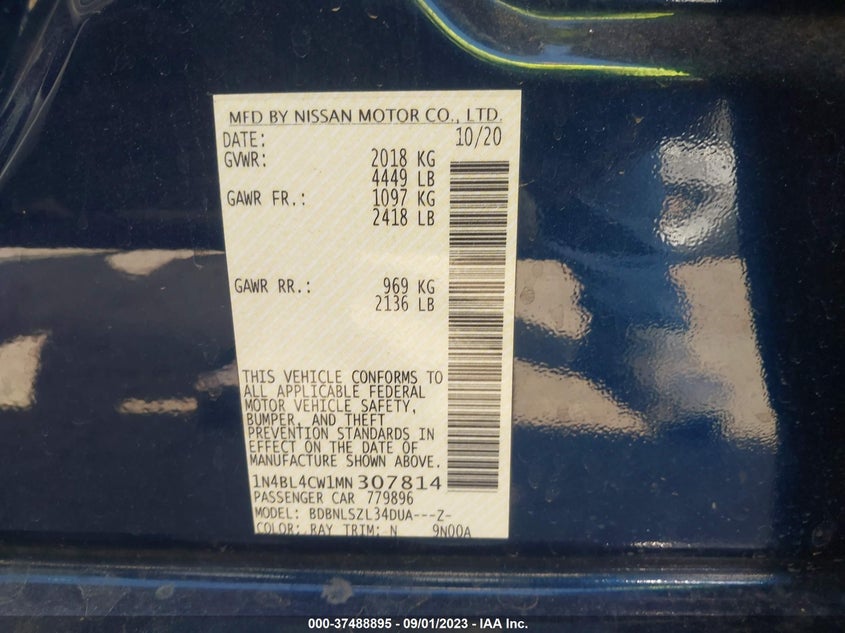 MFD BY NISSAN MOTOR CO., LTD.
DATE: 10/20
GVWR: 2018 KG
4449 LB
GAWR FR.: 1097 KG
2418 LB
GAWR RR.: 969 KG
2136 LB
THIS VEHICLE CONFORMS TO
ALL APPLICABLE FEDERAL
MOTOR VEHICLE SAFETY,
BUMPER, AND THEFT
PREVENTION STANDARDS IN
EFFECT ON THE DATE OF
MANUFACTURE SHOWN ABOVE.
1N4BL4CW1MN307814
PASSENGER CAR 779896
MODEL: BDBNLSZL34DUA---Z-
COLOR: RAY TRIM: N 9N00A
000-37488895 - 09/01/2023 - IAA Inc.